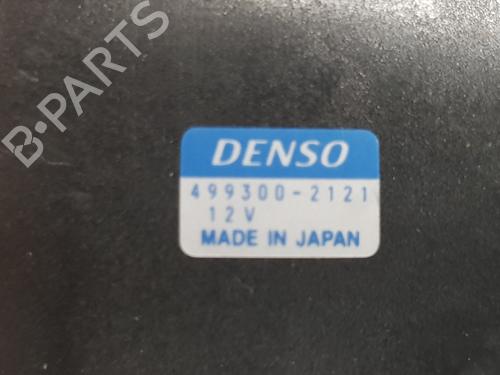 B-PARTS
DENSO
499300-2121
12V
MADE IN JAPAN